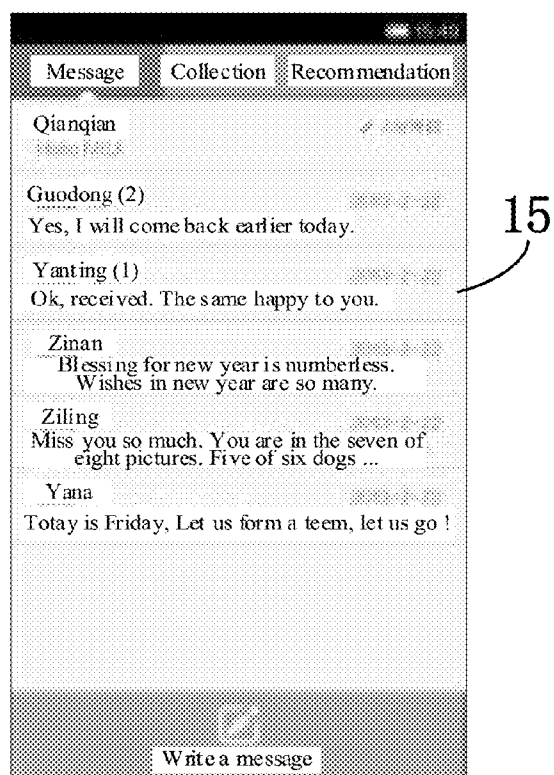 Message Collection Recommendation
Qianqian
Guodong (2)
Yes, I will come back earlier today.
15
Yanting (1)
Ok, received. The same happy to you.
Zinan
Blessing for new year is numberless.
Wishes in new year are so many.
Ziling
Miss you so much. You are in the seven of
eight pictures. Five of six dogs ...
Yana
Totay is Friday, Let us form a teem, let us go !
Write a message